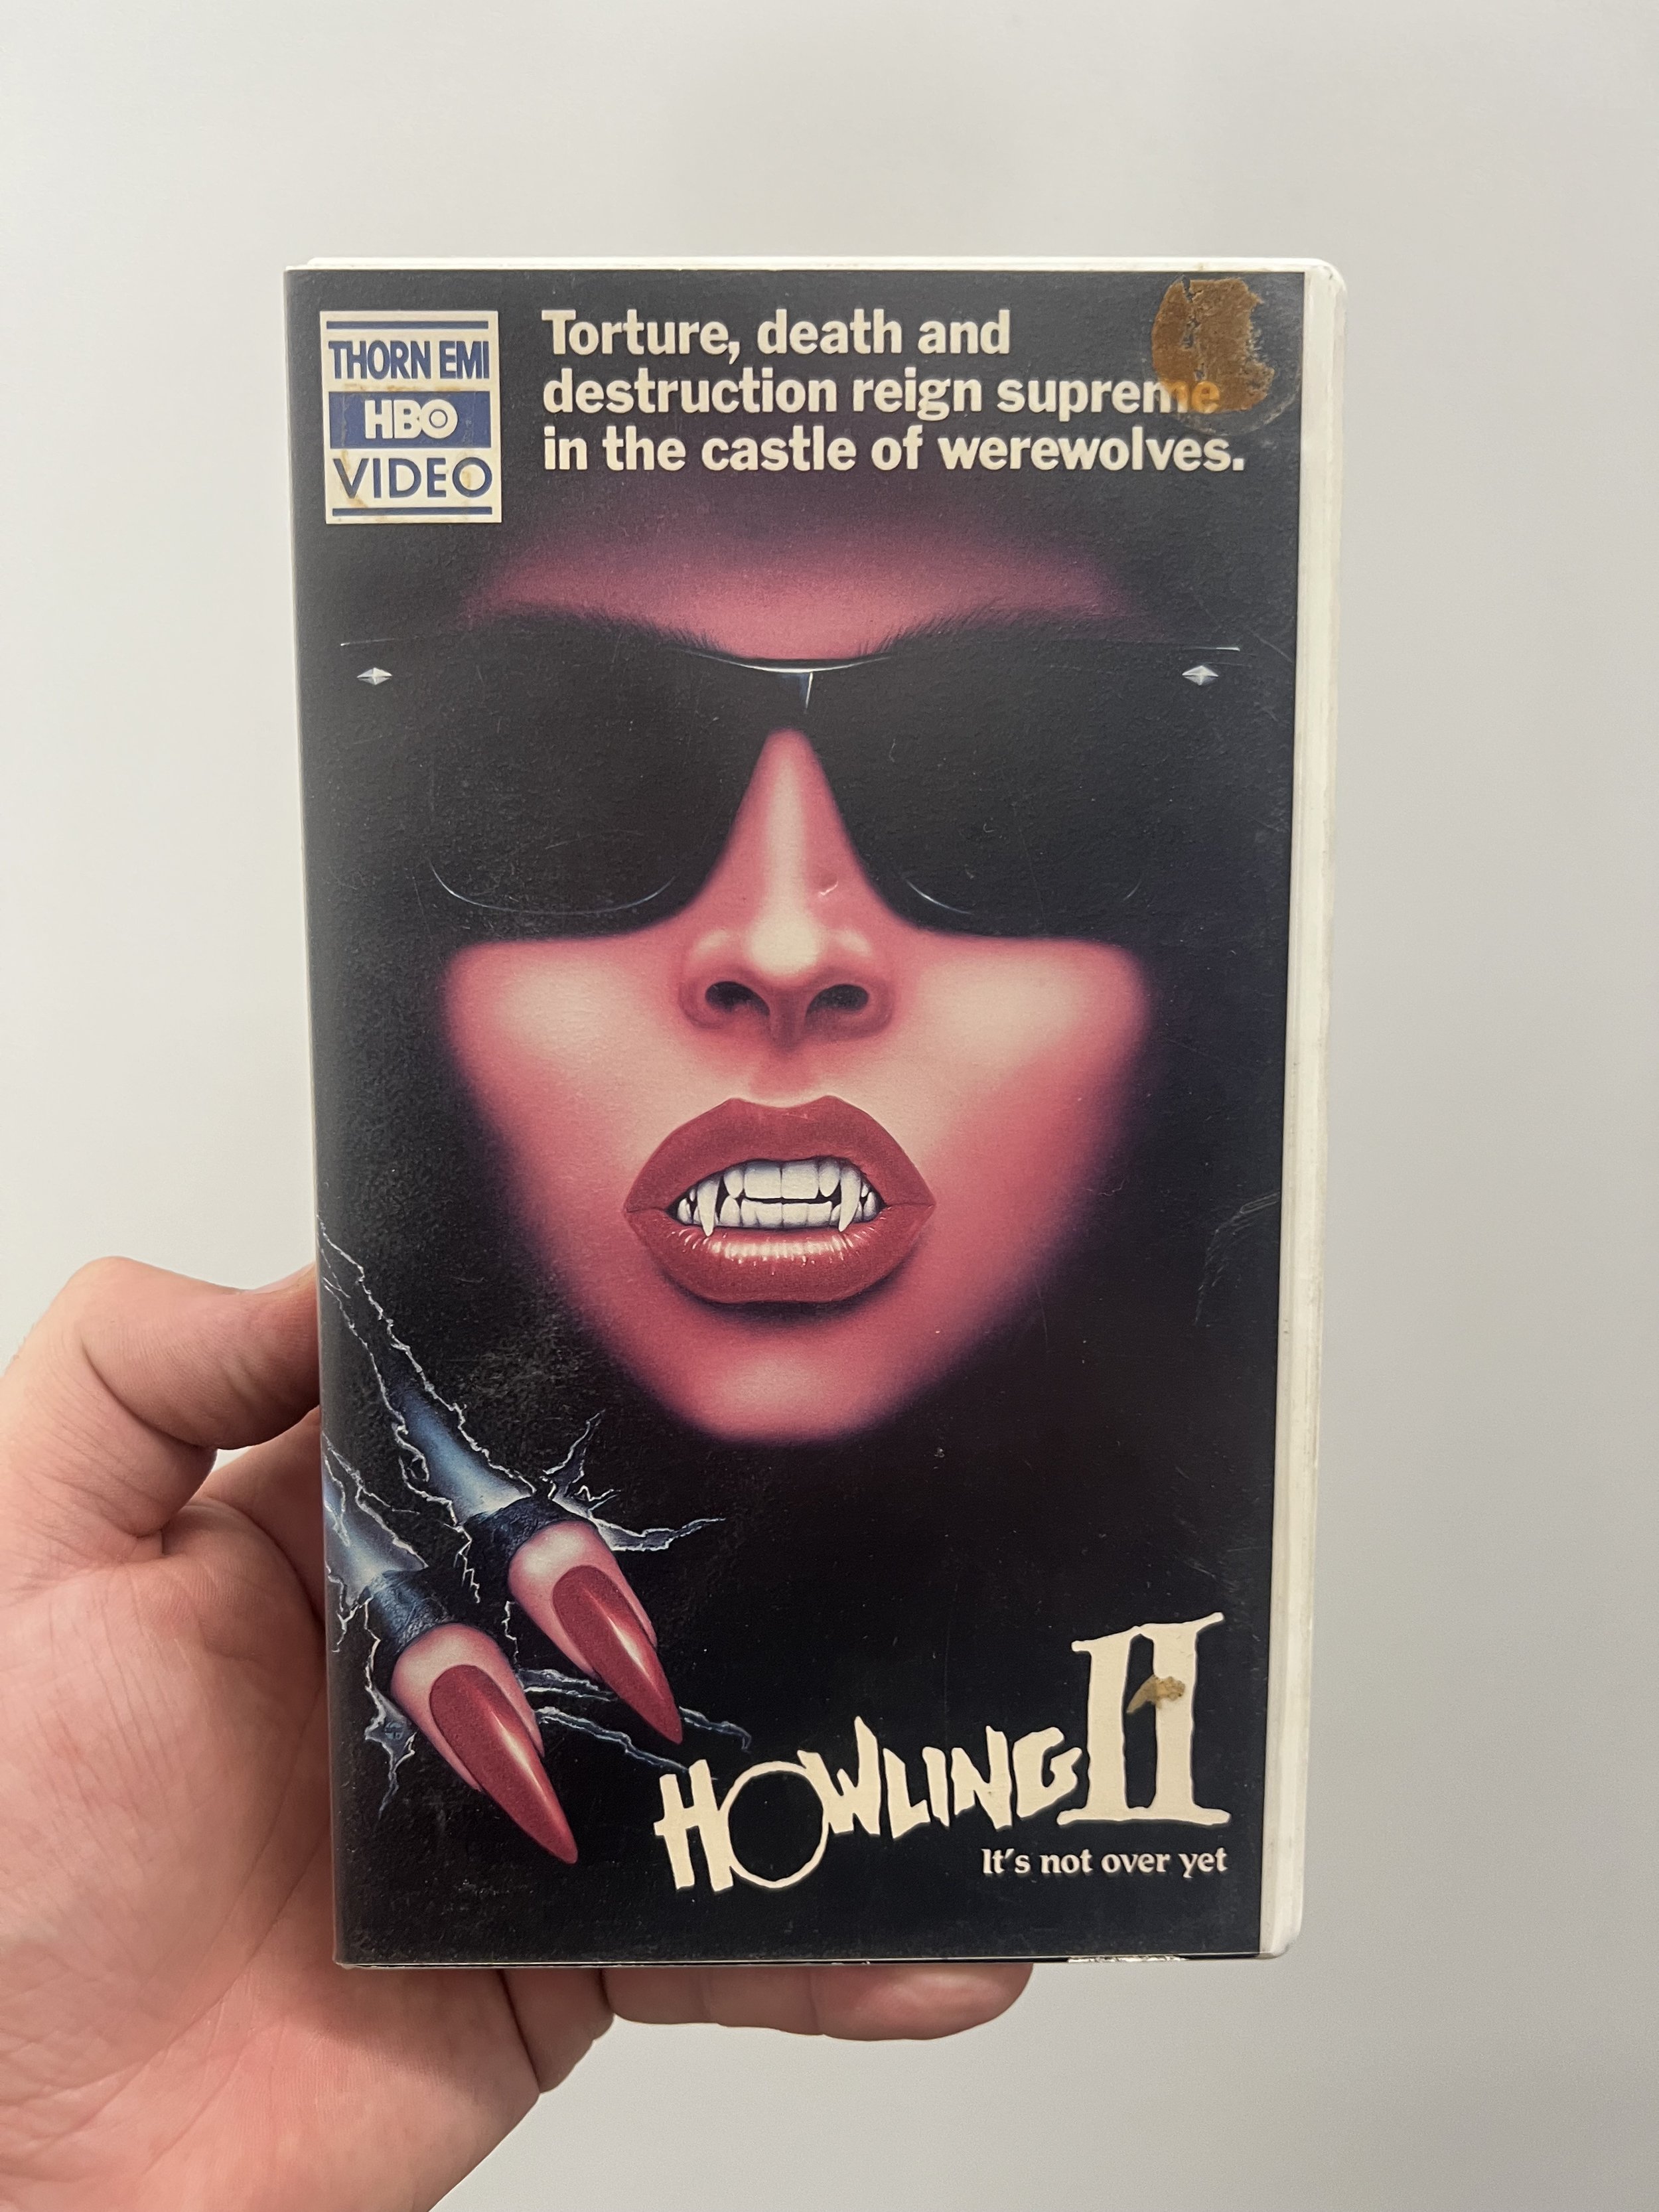 THORN EMI
HBO
VIDEO
Torture, death and
destruction reign supreme
in the castle of werewolves.
HOWLING II
It's not over yet